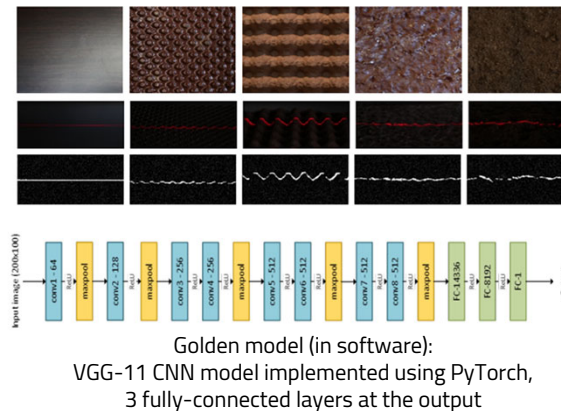 Input image (200x100)
conv1 - 64
ReLU
maxpool
conv2 - 128
ReLU
maxpool
conv3 - 256
ReLU
conv4 - 256
ReLU
maxpool
conv5 - 512
ReLU
conv6 - 512
ReLU
maxpool
conv7 - 512
ReLU
conv8 - 512
ReLU
maxpool
FC-14336
ReLU
FC-8192
ReLU
FC-1
Golden model (in software):
VGG-11 CNN model implemented using PyTorch,
3 fully-connected layers at the output